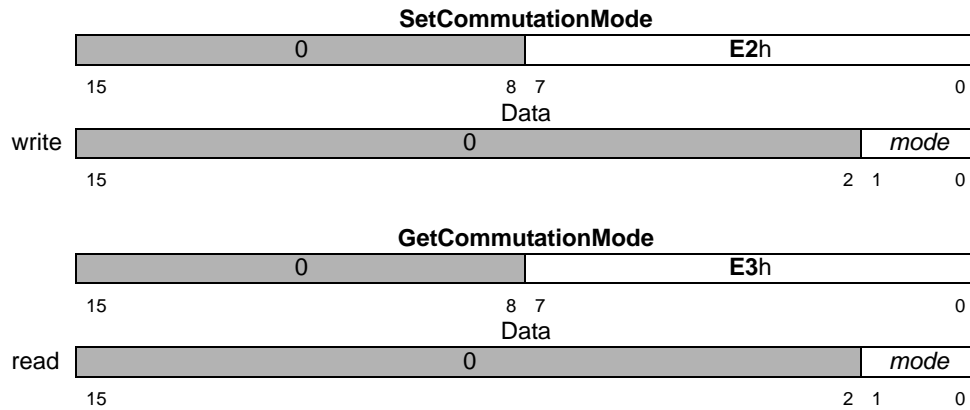 SetCommutationMode
0 E2h
15 8 7 0
Data
write 0 mode
15 2 1 0
GetCommutationMode
0 E3h
15 8 7 0
Data
read 0 mode
15 2 1 0